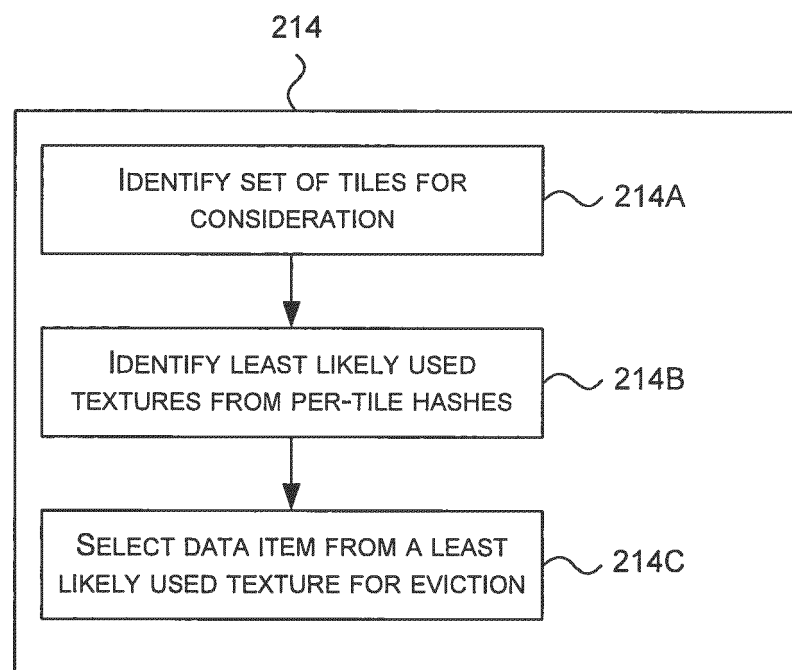 214
IDENTIFY SET OF TILES FOR
CONSIDERATION
214A
IDENTIFY LEAST LIKELY USED
TEXTURES FROM PER-TILE HASHES
214B
SELECT DATA ITEM FROM A LEAST
LIKELY USED TEXTURE FOR EVICTION
214C